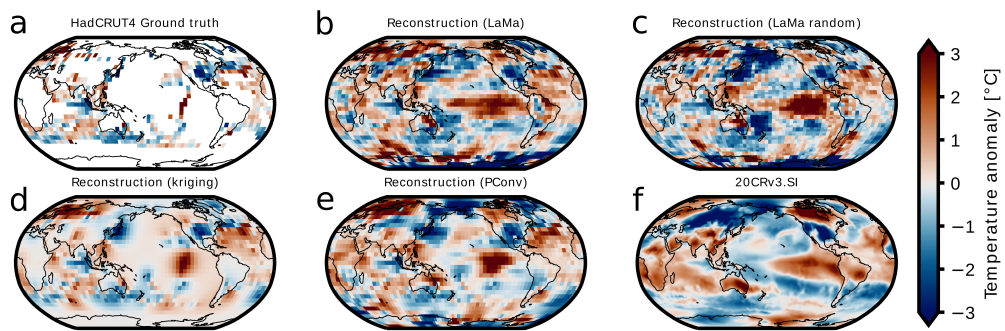 a HadCRUT4 Ground truth
b Reconstruction (LaMa)
c Reconstruction (LaMa random)
d Reconstruction (kriging)
e Reconstruction (PConv)
f 20CRv3.SI
3
2
1
0
−1
−2
−3
Temperature anomaly [°C]